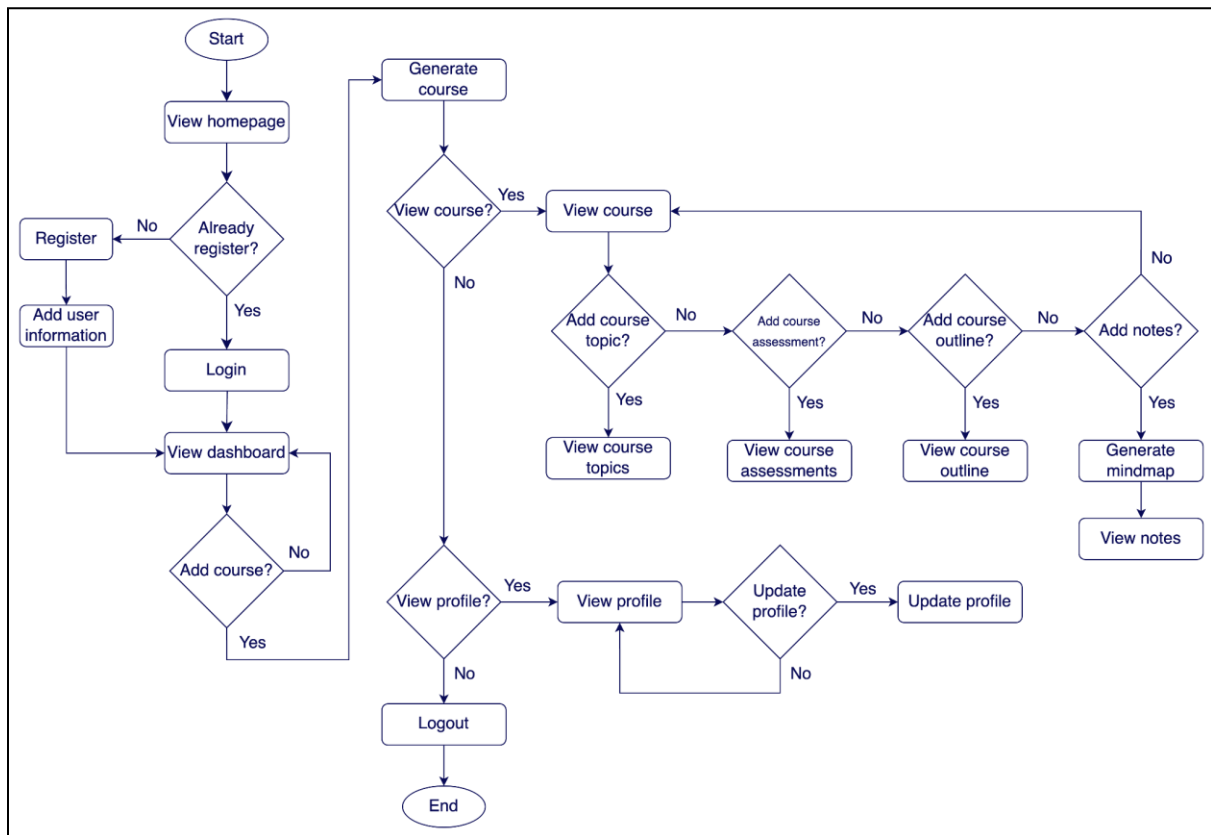 Start
View homepage
Already
register?
No
Register
Add user
information
Yes
Login
View dashboard
Add course?
No
Yes
Generate
course
View course?
Yes
View course
No
Add course
topic?
No
Yes
View course
topics
Add course
assessment?
No
Yes
View course
assessments
Add course
outline?
No
Yes
View course
outline
Add notes?
No
Yes
Generate
mindmap
View notes
View profile?
Yes
View profile
Update
profile?
Yes
Update profile
No
No
Logout
End